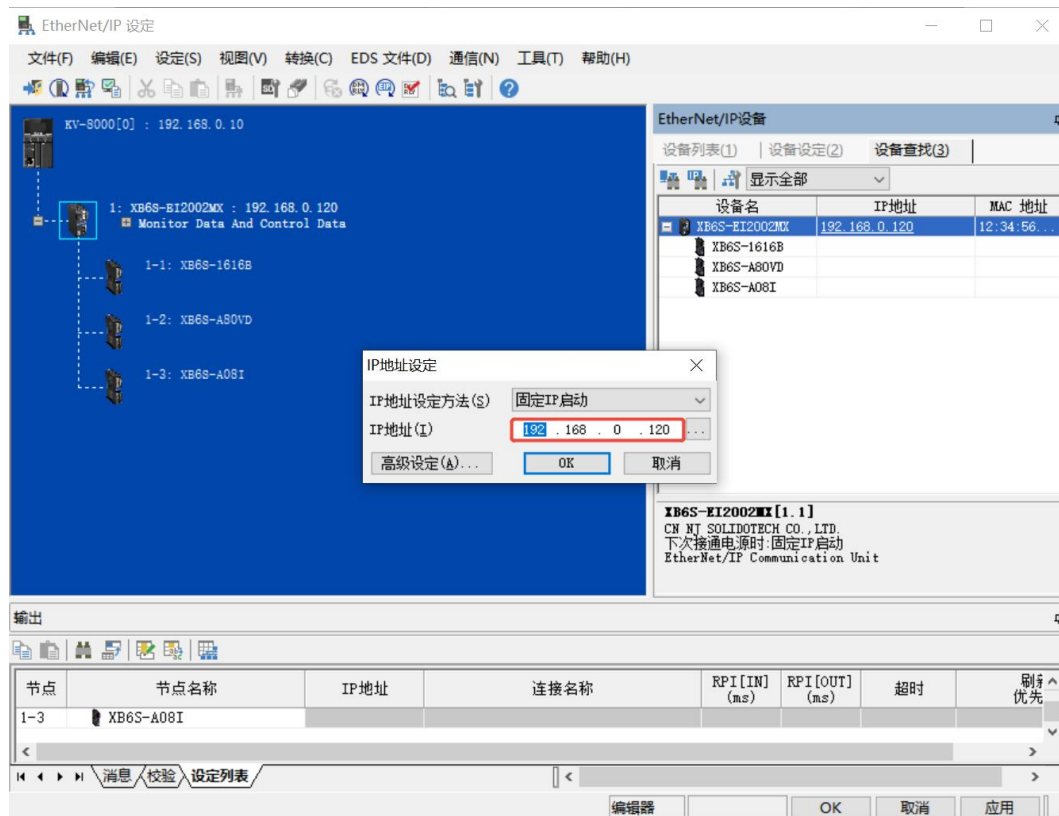 EtherNet/IP 设定
文件(F) 编辑(E) 设定(S) 视图(V) 转换(C) EDS 文件(D) 通信(N) 工具(T) 帮助(H)
KV-8000[0] : 192.168.0.10
1: XB6S-EI2002MX : 192.168.0.120
Monitor Data And Control Data
1-1: XB6S-1616B
1-2: XB6S-A80VD
1-3: XB6S-A08I
EtherNet/IP设备
设备列表(1) 设备设定(2) 设备查找(3)
显示全部
设备名 IP地址 MAC 地址
XB6S-EI2002MX 192.168.0.120 12:34:56...
XB6S-1616B
XB6S-A80VD
XB6S-A08I
IP地址设定
IP地址设定方法(S) 固定IP启动
IP地址(I) 192 . 168 . 0 . 120 ...
高级设定(A)... OK 取消
XB6S-EI2002MX[1.1]
CN NJ SOLIDOTECH CO.,LTD.
下次接通电源时:固定IP启动
EtherNet/IP Communication Unit
输出
节点 节点名称 IP地址 连接名称 RPI[IN] (ms) RPI[OUT] (ms) 超时 优先
1-3 XB6S-A08I
消息 校验 设定列表
编辑器 OK 取消 应用